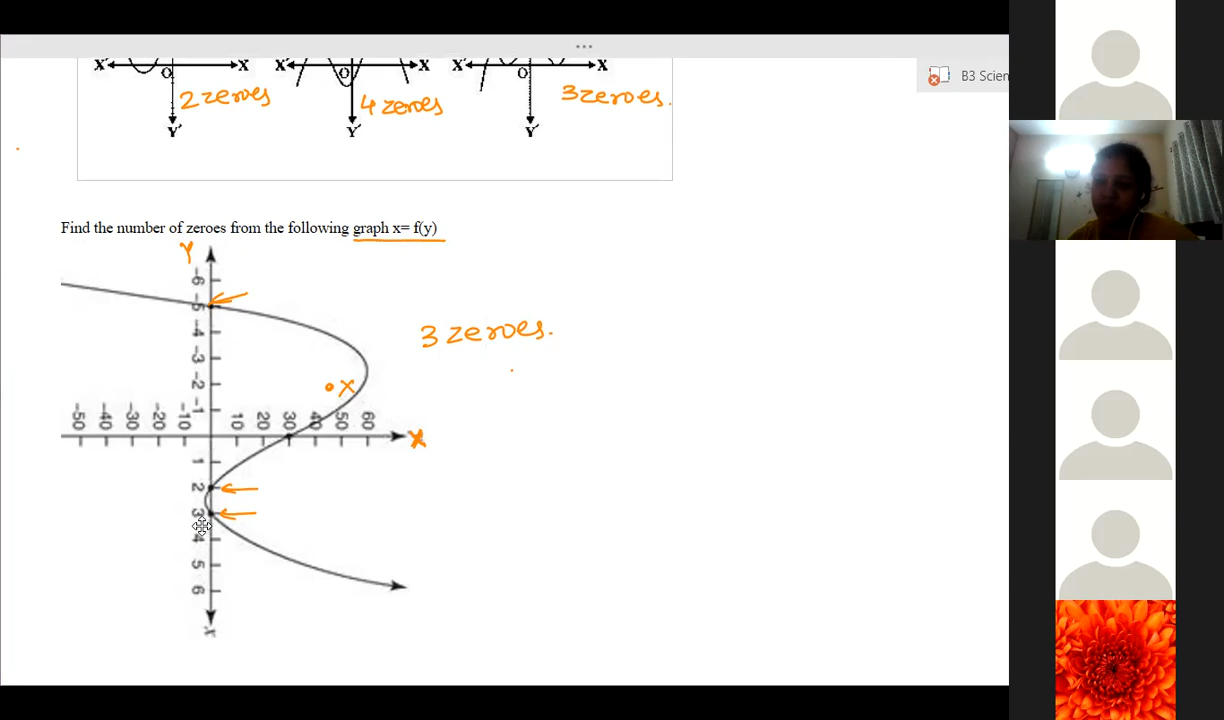 X' X X' X X' X
O O O
2 zeroes 4 zeroes 3 zeroes.
Y' Y' Y'
B3 Scien
Find the number of zeroes from the following graph x= f(y)
Y
-6
-5
-4
3 zeroes.
-3
-2
X
-1
-50 -40 -30 -20 -10 10 20 30 40 50 60
X
1
2
3
4
5
6
x